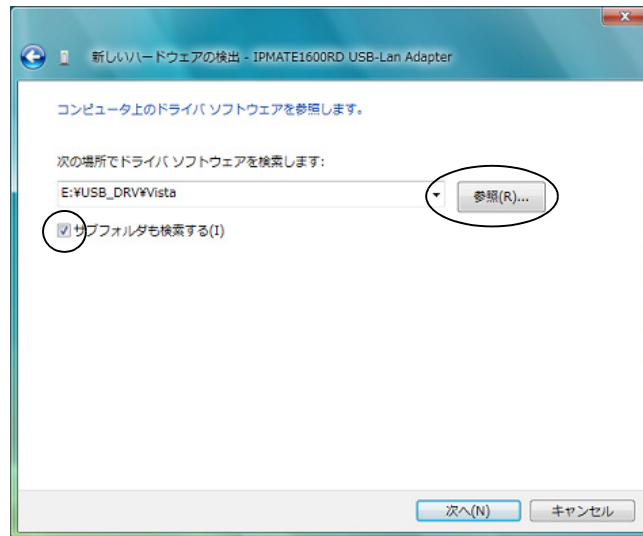 新しいハードウェアの検出 - IPMATE1600RD USB-Lan Adapter
コンピュータ上のドライバ ソフトウェアを参照します。
次の場所でドライバ ソフトウェアを検索します:
E:¥USB_DRV¥Vista
参照(R)...
サブフォルダも検索する(I)
次へ(N)
キャンセル